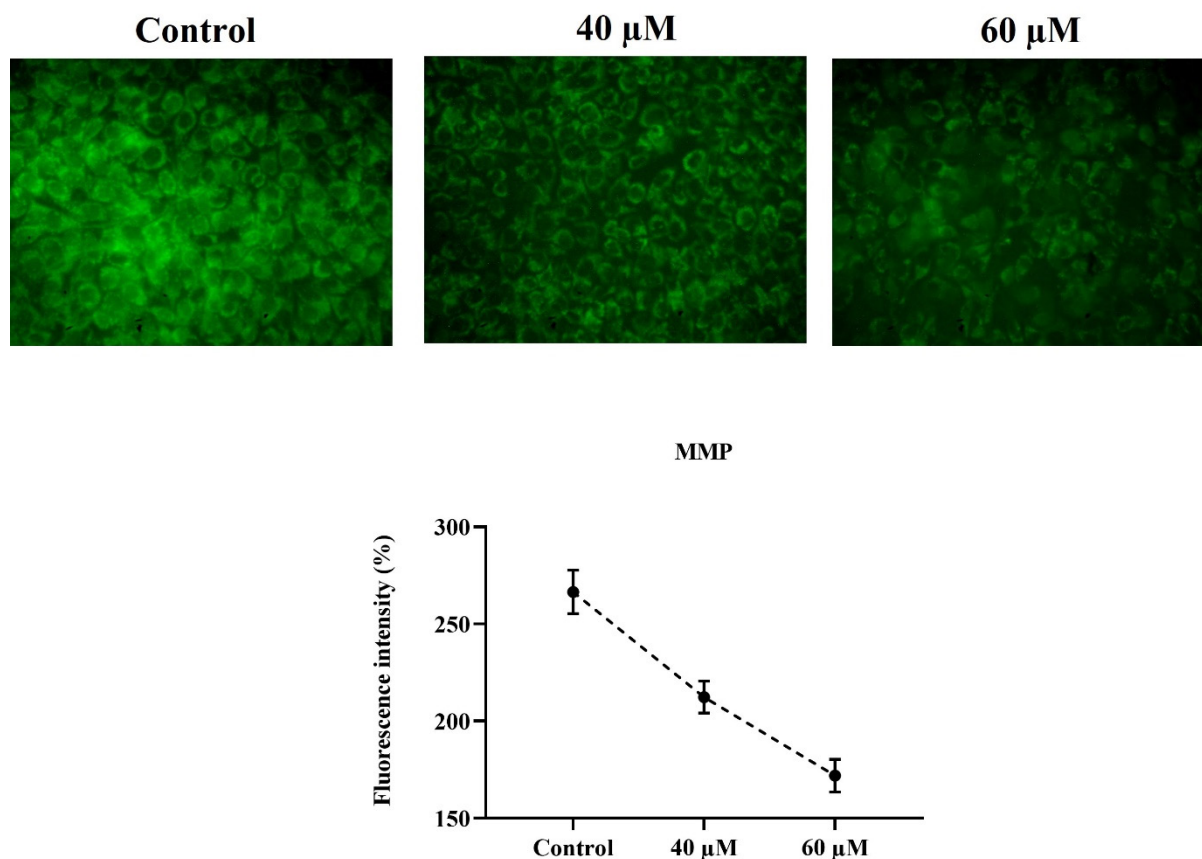 Control 40 μM 60 μM
MMP
Fluorescence intensity (%)
300
250
200
150
Control 40 μM 60 μM